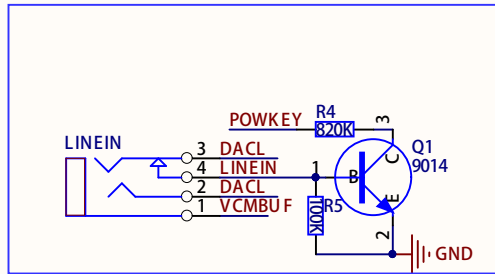 POWKEY R4 3
820K
LINEIN 3 DACL Q1
4 LINEIN 1 B C 9014
2 DACL E
1 VCMBUF 100K R5
2
GND